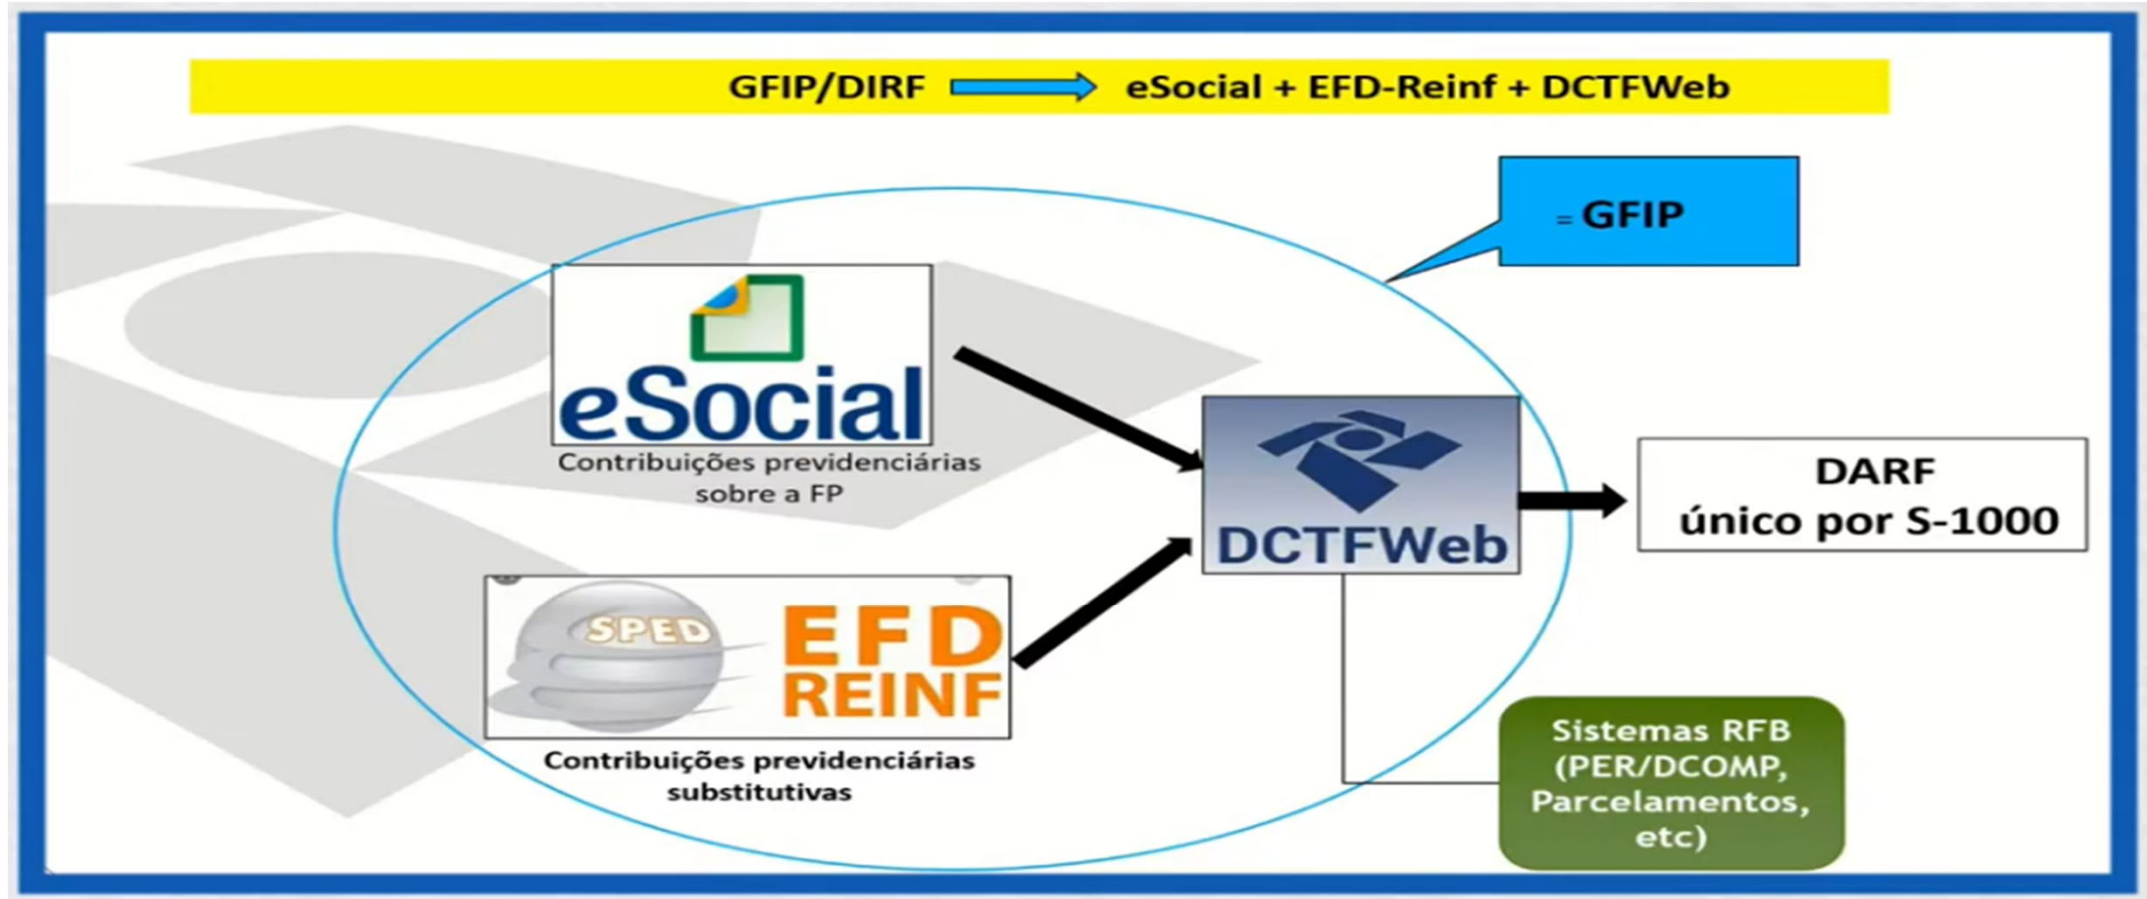 GFIP/DIRF eSocial + EFD-Reinf + DCTFWeb
= GFIP
eSocial
Contribuições previdenciárias
sobre a FP
DCTFWeb
DARF
único por S-1000
SPED
EFD
REINF
Contribuições previdenciárias
substitutivas
Sistemas RFB
(PER/DCOMP,
Parcelamentos,
etc)